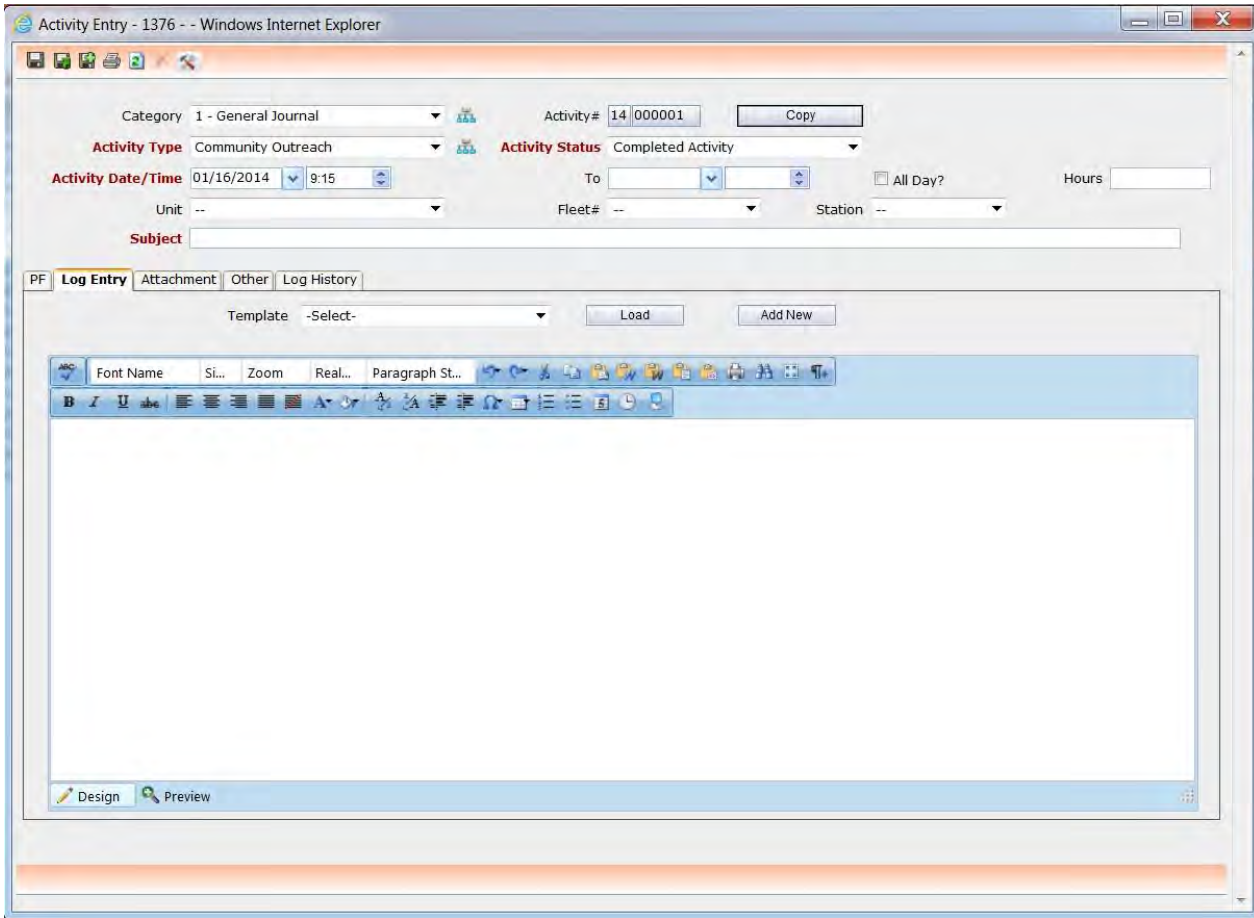 Activity Entry - 1376 - - Windows Internet Explorer
Category 1 - General Journal Activity# 14 000001 Copy
Activity Type Community Outreach Activity Status Completed Activity
Activity Date/Time 01/16/2014 9:15 To All Day? Hours
Unit -- Fleet# -- Station --
Subject
PF Log Entry Attachment Other Log History
Template -Select- Load Add New
ABC Font Name Si... Zoom Real... Paragraph St...
B I U abc
Design Preview